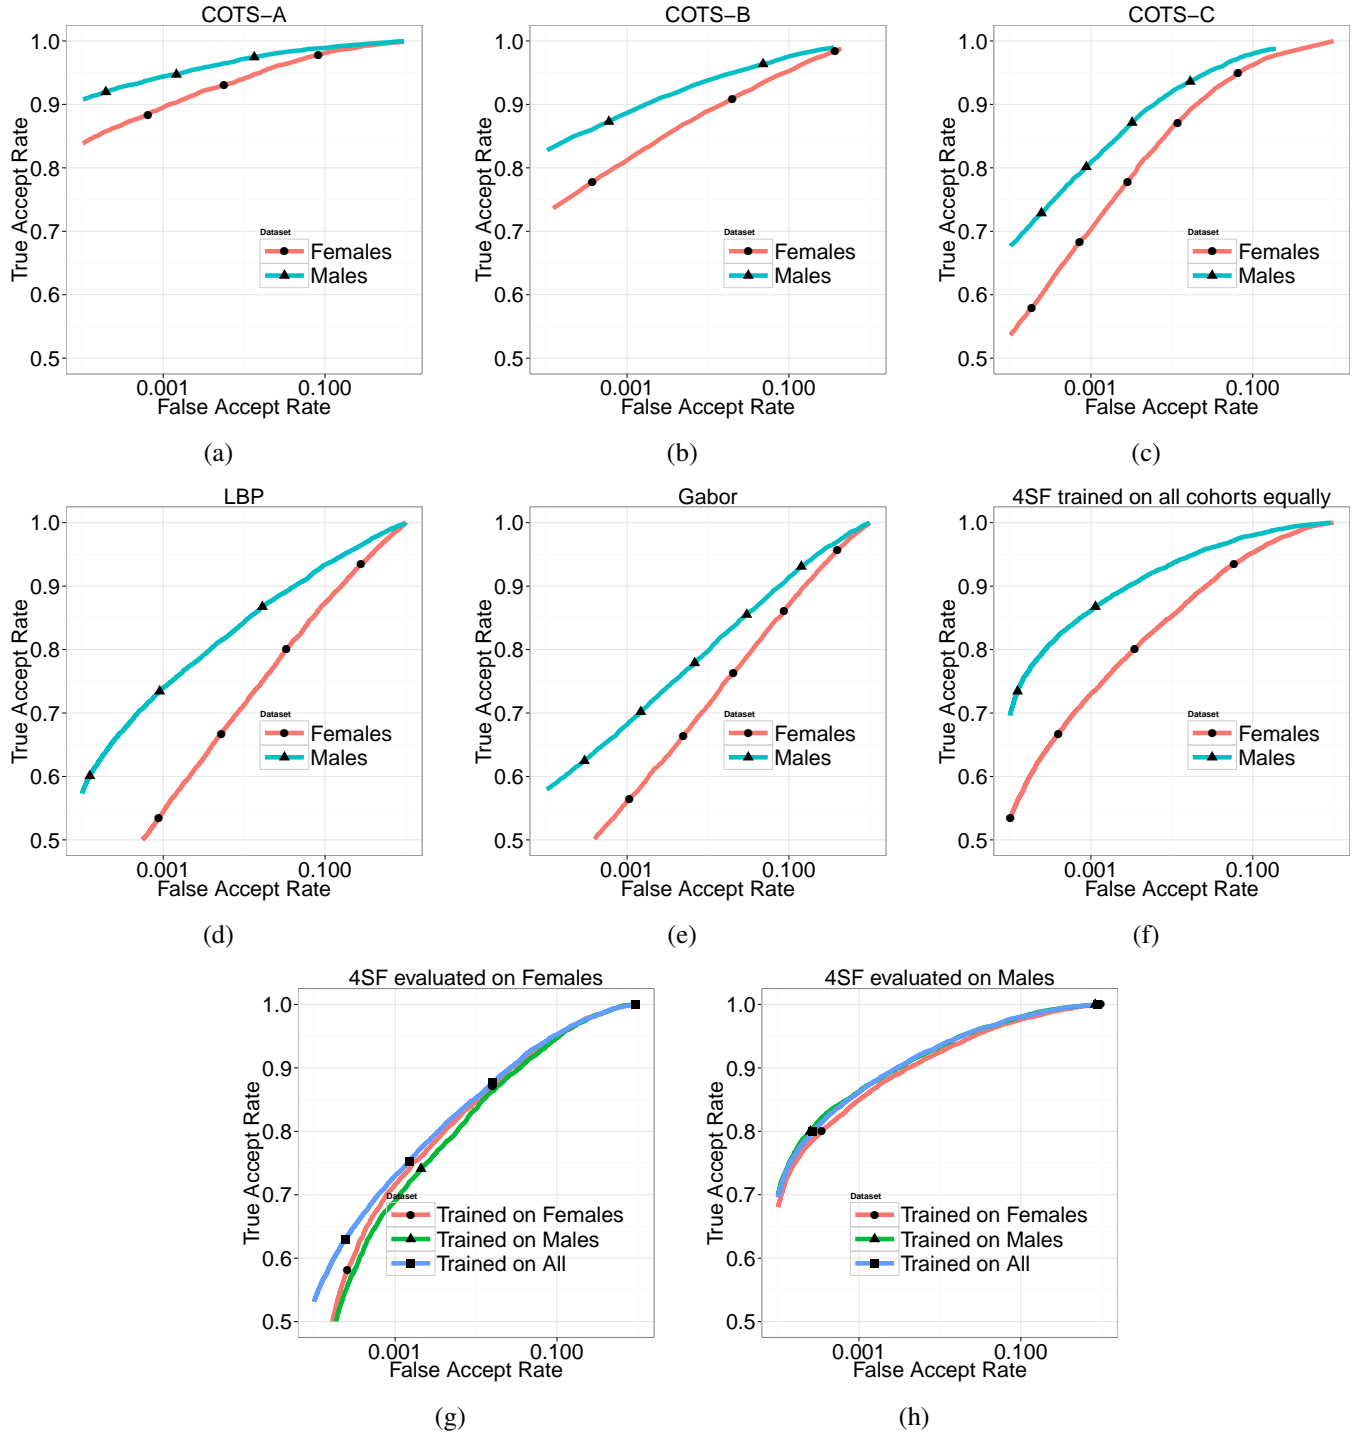 COTS−A
True Accept Rate
1.0
0.9
0.8
0.7
0.6
0.5
Dataset
Females
Males
0.001 0.100
False Accept Rate
(a)
COTS−B
True Accept Rate
1.0
0.9
0.8
0.7
0.6
0.5
Dataset
Females
Males
0.001 0.100
False Accept Rate
(b)
COTS−C
True Accept Rate
1.0
0.9
0.8
0.7
0.6
0.5
Dataset
Females
Males
0.001 0.100
False Accept Rate
(c)
LBP
True Accept Rate
1.0
0.9
0.8
0.7
0.6
0.5
Dataset
Females
Males
0.001 0.100
False Accept Rate
(d)
Gabor
True Accept Rate
1.0
0.9
0.8
0.7
0.6
0.5
Dataset
Females
Males
0.001 0.100
False Accept Rate
(e)
4SF trained on all cohorts equally
True Accept Rate
1.0
0.9
0.8
0.7
0.6
0.5
Dataset
Females
Males
0.001 0.100
False Accept Rate
(f)
4SF evaluated on Females
True Accept Rate
1.0
0.9
0.8
0.7
0.6
0.5
Dataset
Trained on Females
Trained on Males
Trained on All
0.001 0.100
False Accept Rate
(g)
4SF evaluated on Males
True Accept Rate
1.0
0.9
0.8
0.7
0.6
0.5
Dataset
Trained on Females
Trained on Males
Trained on All
0.001 0.100
False Accept Rate
(h)